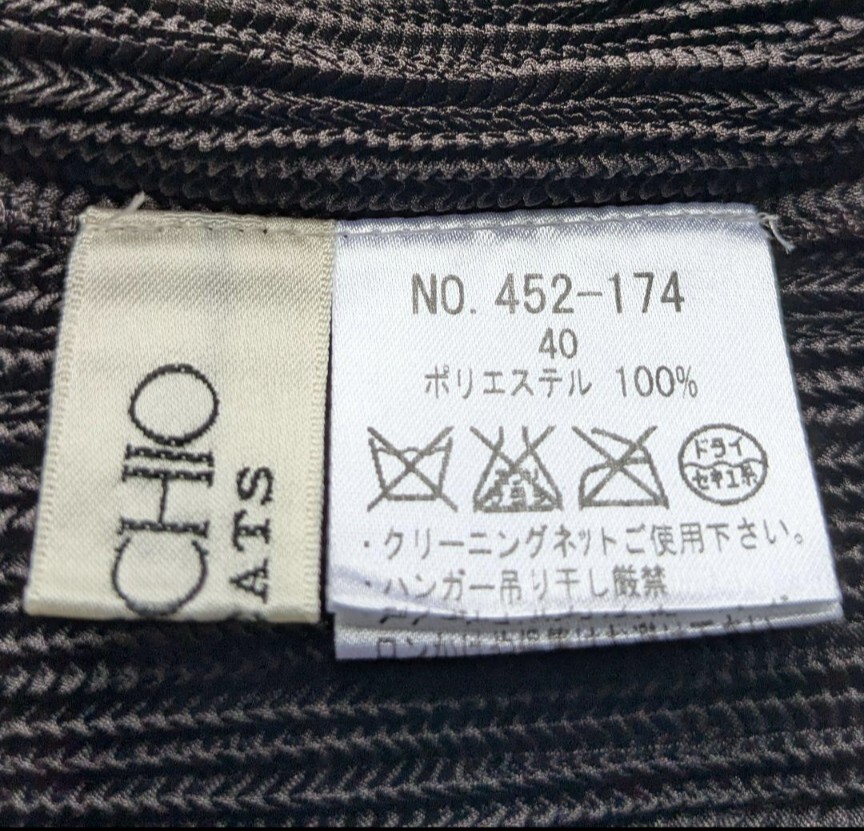 CHIO
ATS
NO. 452-174
40
ポリエステル 100%
ドライ
セキユ系
・クリーニングネットご使用下さい。
・ハンガー吊り干し厳禁